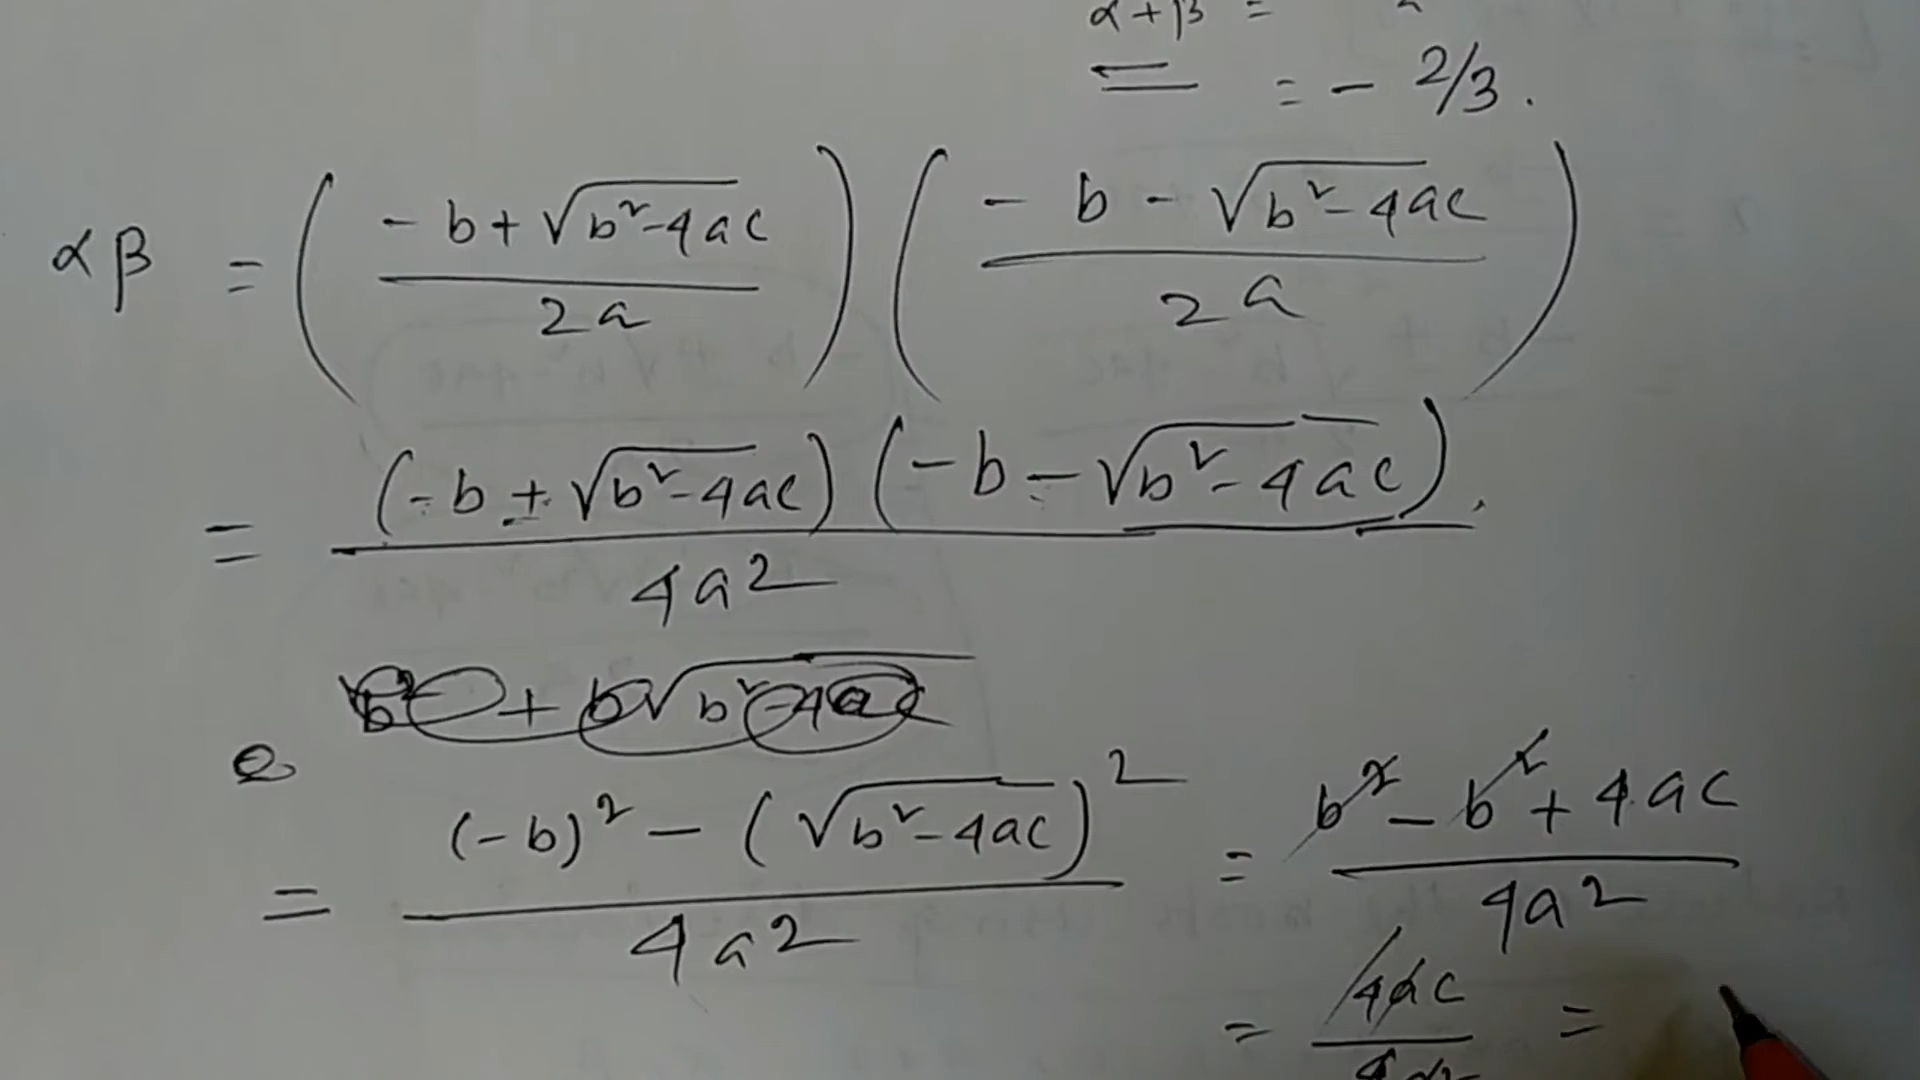 α+β =
= - 2/3.
αβ = ( (-b+√(b²-4ac))/2a ) ( (-b-√(b²-4ac))/2a )
= (-b+√(b²-4ac)) (-b-√(b²-4ac)) / 4a²
b² + b√(b²-4ac)
= ((-b)² - (√(b²-4ac))²) / 4a² = (b² - b² + 4ac) / 4a²
= 4ac / 4a² =